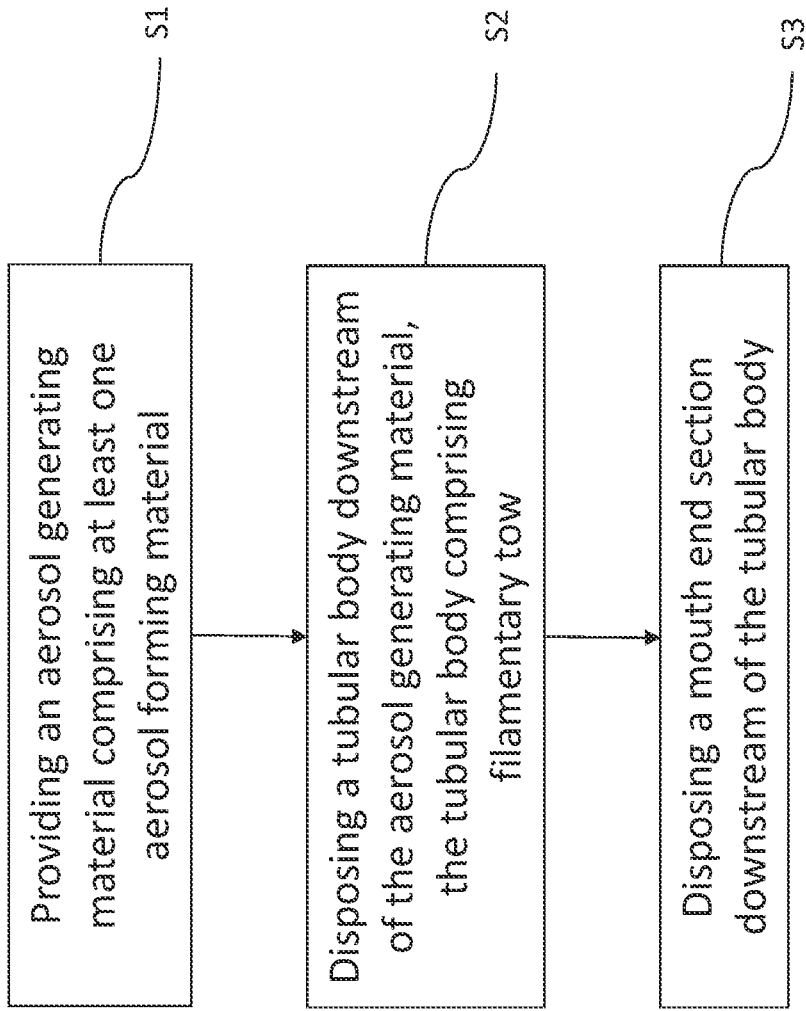 Providing an aerosol generating
material comprising at least one
aerosol forming material
S1
Disposing a tubular body downstream
of the aerosol generating material,
the tubular body comprising
filamentary tow
S2
Disposing a mouth end section
downstream of the tubular body
S3